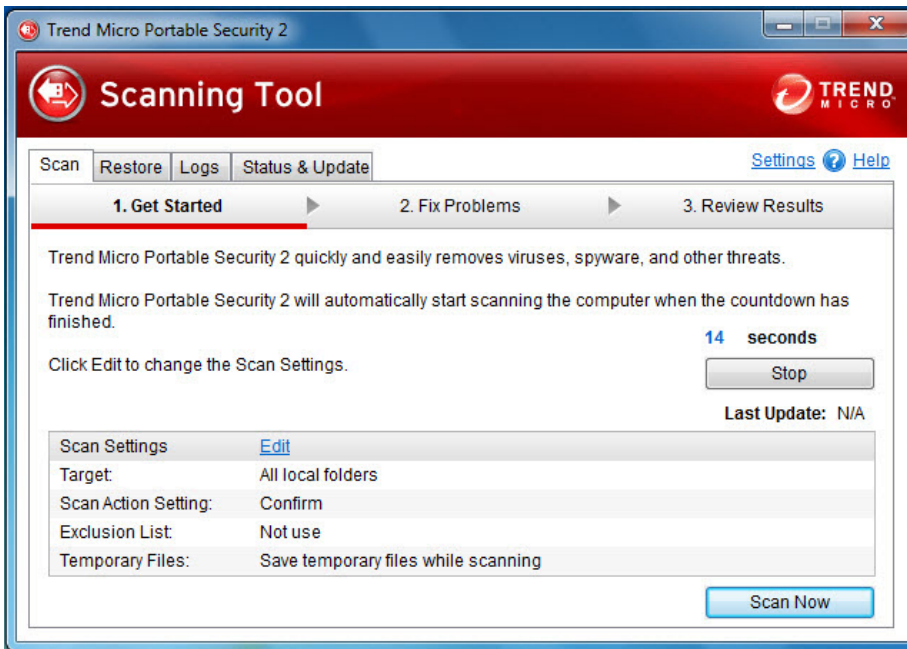 Trend Micro Portable Security 2
Scanning Tool
TREND
MICRO
Scan Restore Logs Status & Update Settings ? Help
1. Get Started 2. Fix Problems 3. Review Results
Trend Micro Portable Security 2 quickly and easily removes viruses, spyware, and other threats.
Trend Micro Portable Security 2 will automatically start scanning the computer when the countdown has
finished.
14 seconds
Click Edit to change the Scan Settings.
Stop
Last Update: N/A
Scan Settings Edit
Target: All local folders
Scan Action Setting: Confirm
Exclusion List: Not use
Temporary Files: Save temporary files while scanning
Scan Now